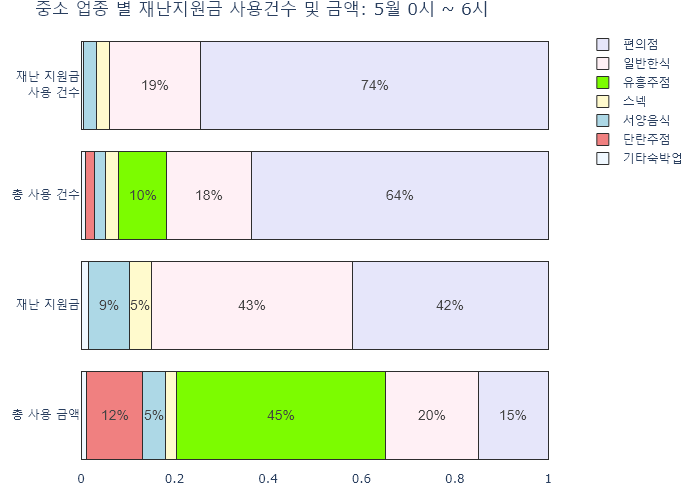 중소 업종 별 재난지원금 사용건수 및 금액: 5월 0시 ~ 6시
재난 지원금
사용 건수
19%
74%
총 사용 건수
10%
18%
64%
재난 지원금
9%
5%
43%
42%
총 사용 금액
12%
5%
45%
20%
15%
0
0.2
0.4
0.6
0.8
1
편의점
일반한식
유흥주점
스넥
서양음식
단란주점
기타숙박업